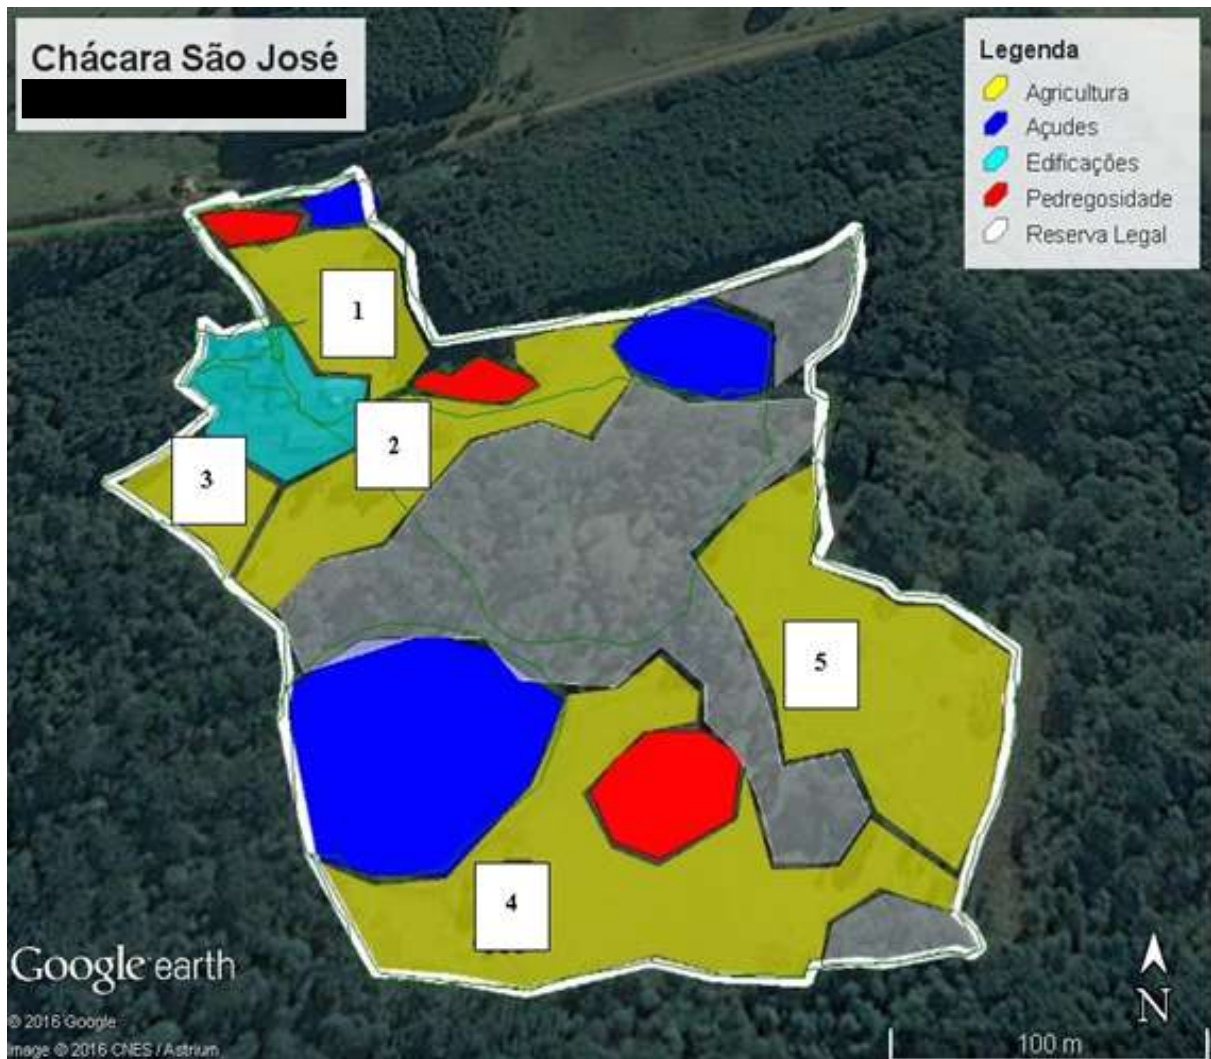 Chácara São José
Legenda
Agricultura
Açudes
Edificações
Pedregosidade
Reserva Legal
1
2
3
5
4
Google earth
© 2016 Google
Image © 2016 CNES / Astrium
N
100 m